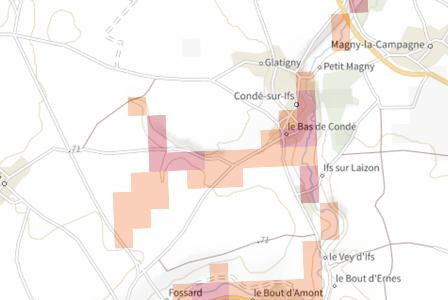 Magny-la-Campagne
Glatigny
Petit Magny
Condé-sur-Ifs
le Bas de Condé
71
Ifs sur Laizon
71
le Vey d'Ifs
le Bout d'Ernes
Fossard
le Bout d'Amont